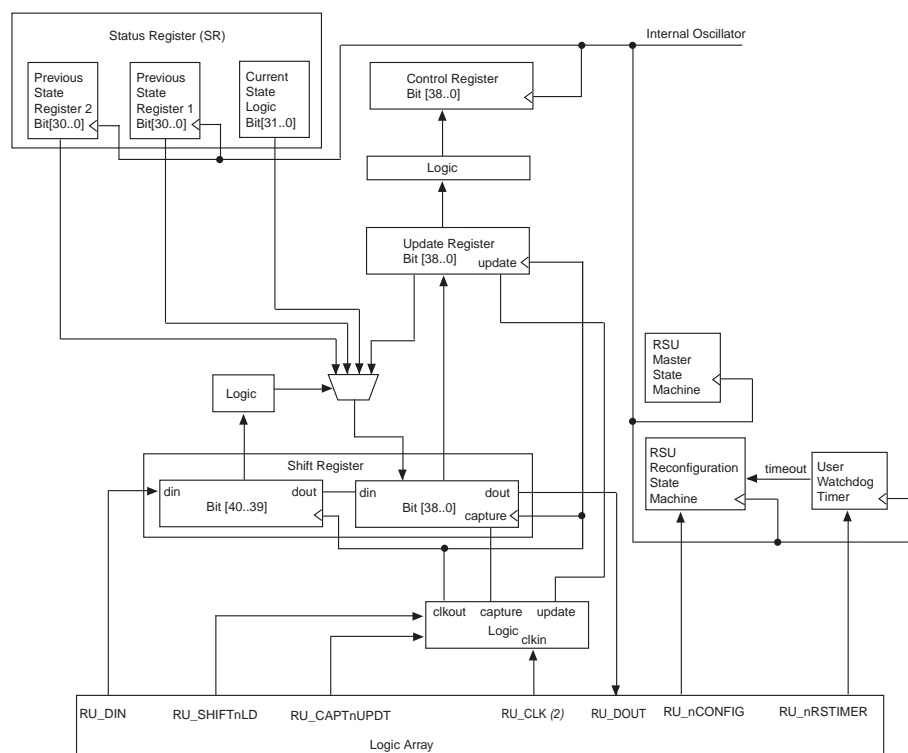 Internal Oscillator
Status Register (SR)
Previous
State
Register 2
Bit[30..0]
Previous
State
Register 1
Bit[30..0]
Current
State
Logic
Bit[31..0]
Control Register
Bit [38..0]
Logic
Update Register
Bit [38..0]
update
RSU
Master
State
Machine
Logic
Shift Register
din
dout
Bit [40..39]
din
dout
Bit [38..0]
capture
RSU
Reconfiguration
State
Machine
timeout
User
Watchdog
Timer
clkout capture update
Logic
clkin
RU_DIN
RU_SHIFTnLD
RU_CAPTnUPDT
RU_CLK (2)
RU_DOUT
RU_nCONFIG
RU_nRSTIMER
Logic Array